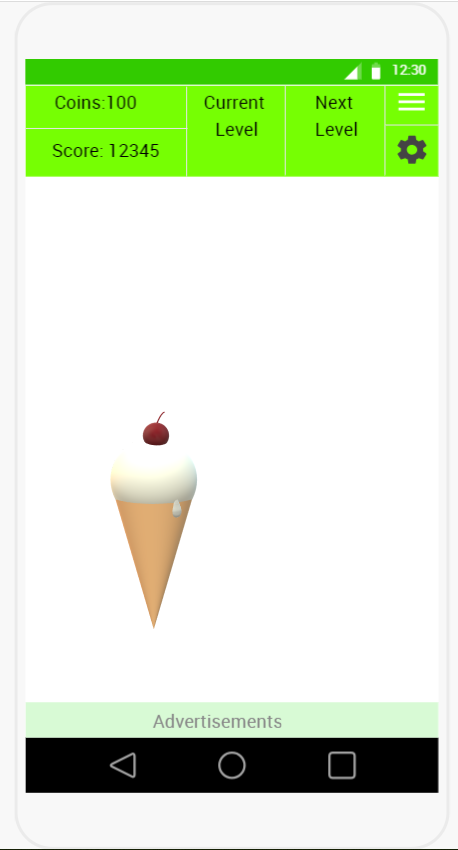 12:30
Coins:100
Current
Level
Next
Level
Score: 12345
Advertisements